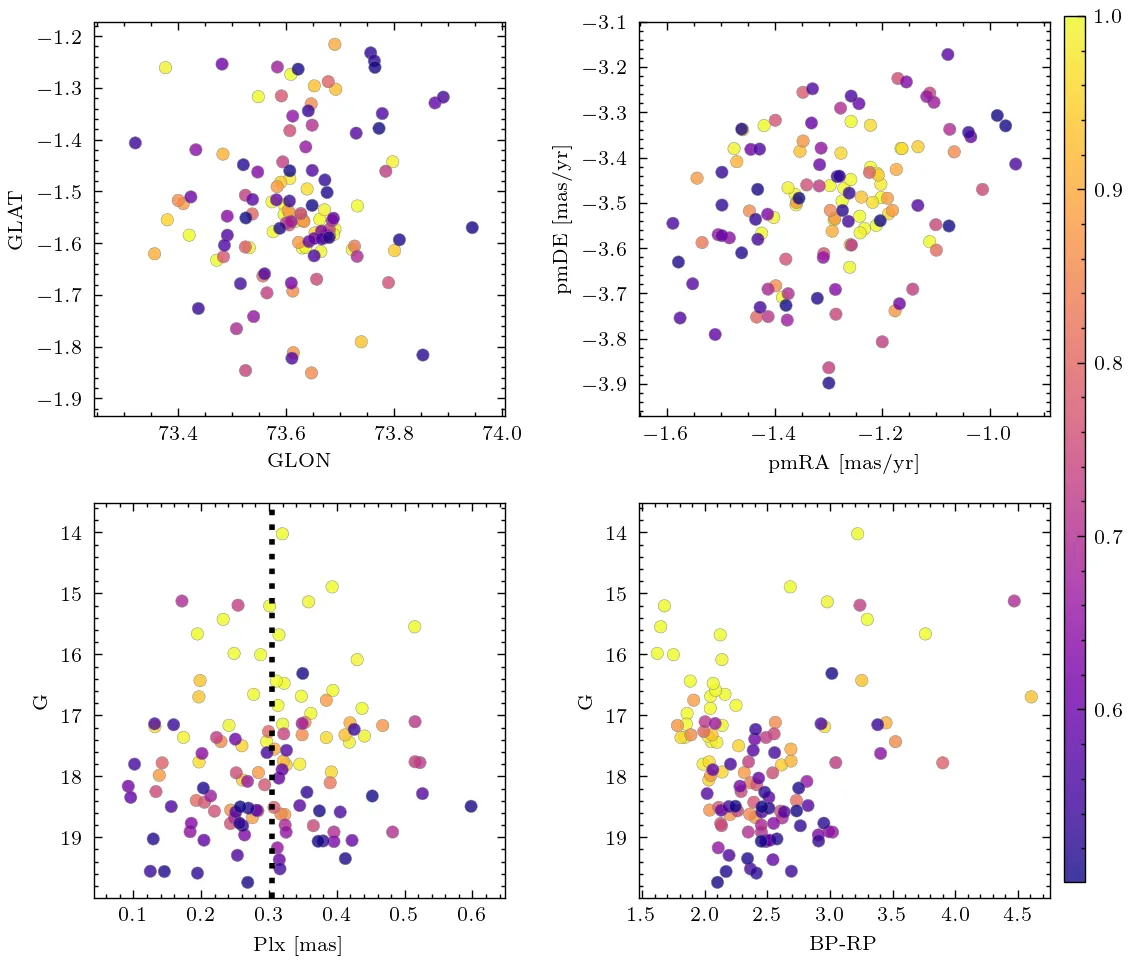 −1.2
−1.3
−1.4
−1.5
−1.6
−1.7
−1.8
−1.9
GLAT
73.4 73.6 73.8 74.0
GLON
−3.1
−3.2
−3.3
−3.4
−3.5
−3.6
−3.7
−3.8
−3.9
pmDE [mas/yr]
−1.6 −1.4 −1.2 −1.0
pmRA [mas/yr]
1.0
0.9
0.8
0.7
0.6
14
15
16
17
18
19
G
0.1 0.2 0.3 0.4 0.5 0.6
Plx [mas]
14
15
16
17
18
19
G
1.5 2.0 2.5 3.0 3.5 4.0 4.5
BP-RP